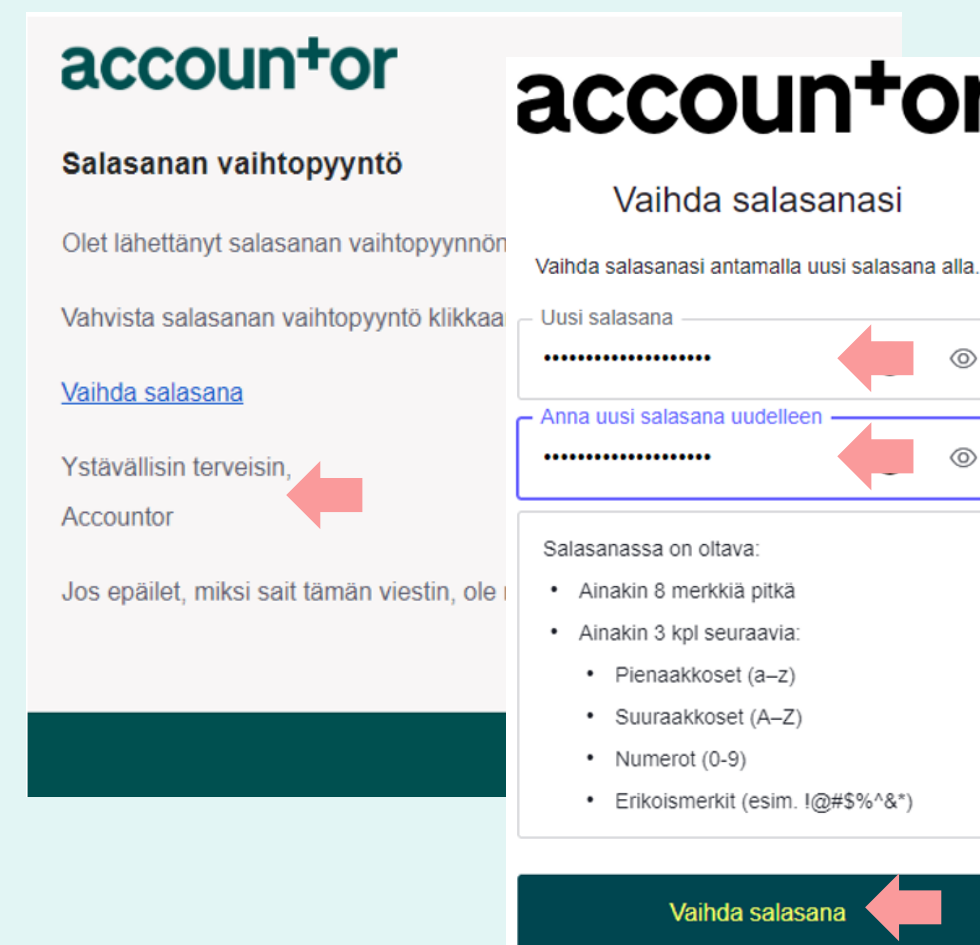 accountor
Salasanan vaihtopyyntö
Olet lähettänyt salasanan vaihtopyynnön
Vahvista salasanan vaihtopyyntö klikkaa
Vaihda salasana
Ystävällisin terveisin,
Accountor
Jos epäilet, miksi sait tämän viestin, ole
accountor
Vaihda salasanasi
Vaihda salasanasi antamalla uusi salasana alla.
Uusi salasana
••••••••••••••••••••
Anna uusi salasana uudelleen
••••••••••••••••••••
Salasanassa on oltava:
• Ainakin 8 merkkiä pitkä
• Ainakin 3 kpl seuraavia:
• Pienaakkoset (a–z)
• Suuraakkoset (A–Z)
• Numerot (0-9)
• Erikoismerkit (esim. !@#$%^&*)
Vaihda salasana